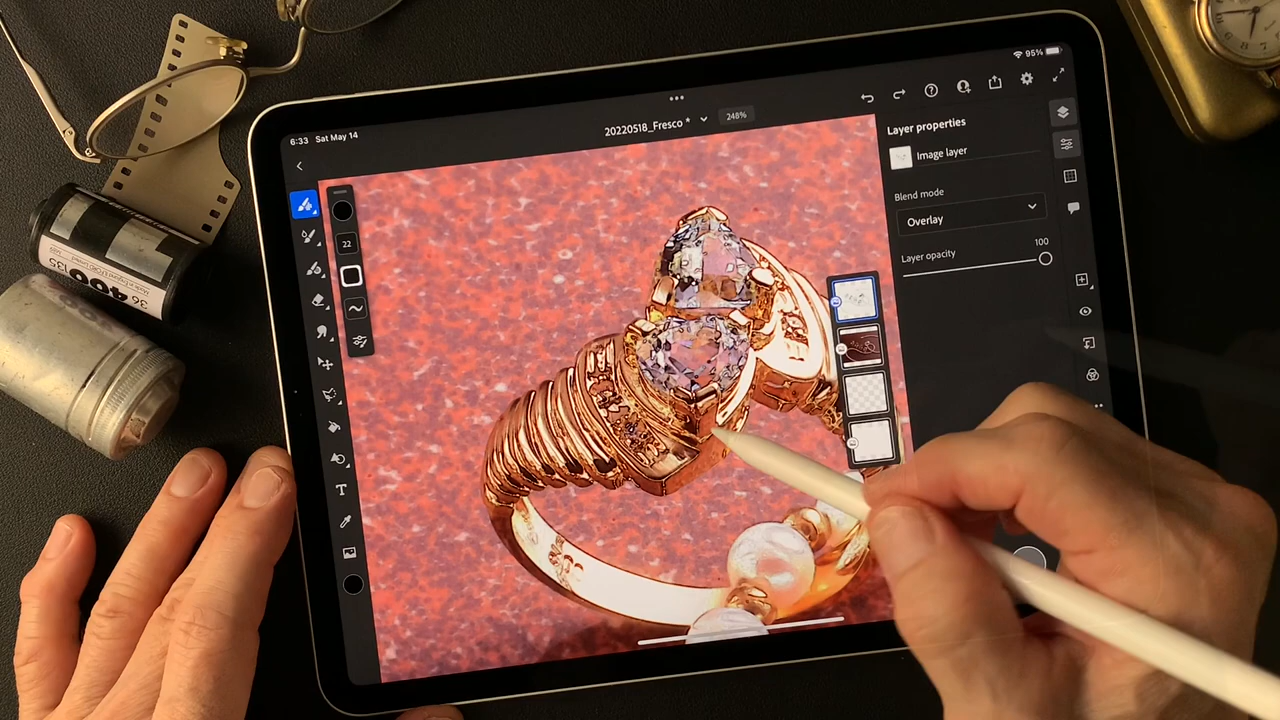 6:33 Sat May 14
95%
20220518_Fresco *
248%
Layer properties
Image layer
Blend mode
Overlay
Layer opacity
100
22
T
400
36
135